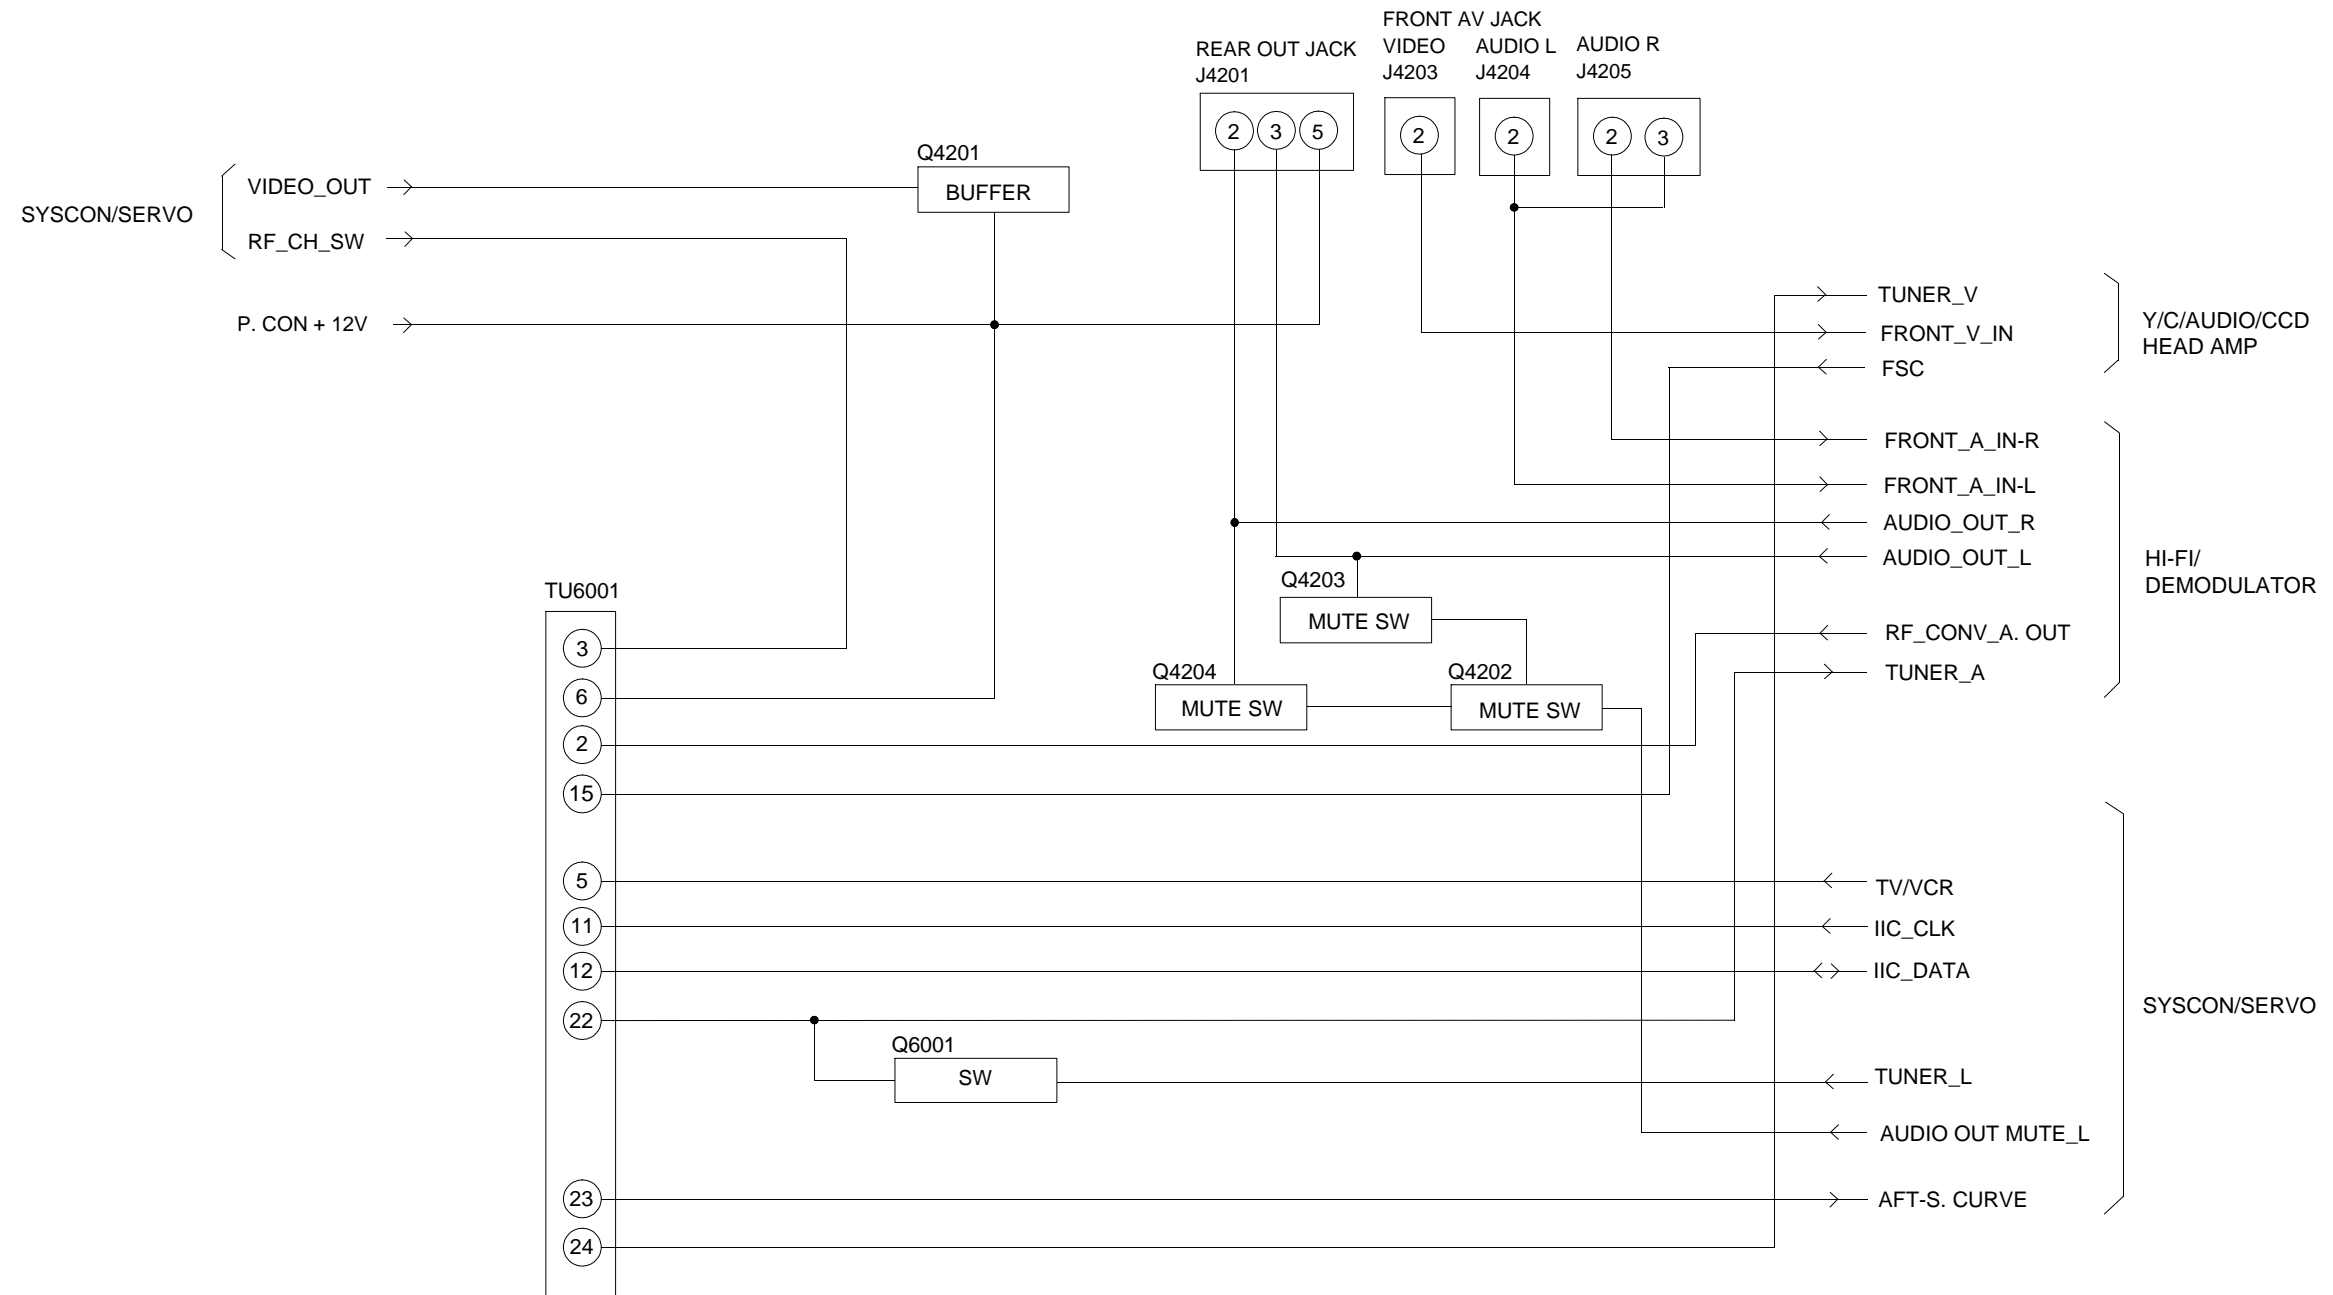 FRONT AV JACK
REAR OUT JACK
J4201
VIDEO
J4203
AUDIO L
J4204
AUDIO R
J4205
2 3 5
2
2
2 3
SYSCON/SERVO
VIDEO_OUT
RF_CH_SW
P. CON + 12V
Q4201
BUFFER
TUNER_V
FRONT_V_IN
FSC
Y/C/AUDIO/CCD
HEAD AMP
FRONT_A_IN-R
FRONT_A_IN-L
AUDIO_OUT_R
AUDIO_OUT_L
RF_CONV_A. OUT
TUNER_A
HI-FI/
DEMODULATOR
Q4203
MUTE SW
Q4204
MUTE SW
Q4202
MUTE SW
TU6001
3
6
2
15
5
11
12
22
23
24
Q6001
SW
TV/VCR
IIC_CLK
IIC_DATA
TUNER_L
AUDIO OUT MUTE_L
AFT-S. CURVE
SYSCON/SERVO